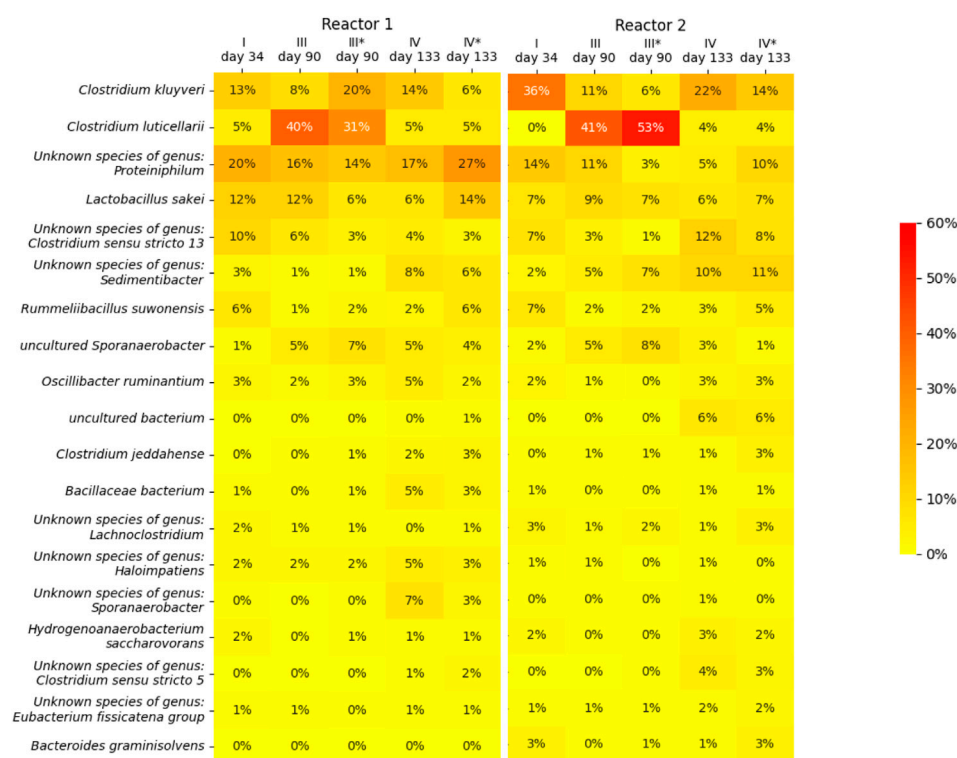 Reactor 1 Reactor 2
I III III* IV IV* I III III* IV IV*
day 34 day 90 day 90 day 133 day 133 day 34 day 90 day 90 day 133 day 133
Clostridium kluyveri 13% 8% 20% 14% 6% 36% 11% 6% 22% 14%
Clostridium luticellarii 5% 40% 31% 5% 5% 0% 41% 53% 4% 4%
Unknown species of genus:
Proteiniphilum 20% 16% 14% 17% 27% 14% 11% 3% 5% 10%
Lactobacillus sakei 12% 12% 6% 6% 14% 7% 9% 7% 6% 7%
Unknown species of genus:
Clostridium sensu stricto 13 10% 6% 3% 4% 3% 7% 3% 1% 12% 8%
Unknown species of genus:
Sedimentibacter 3% 1% 1% 8% 6% 2% 5% 7% 10% 11%
Rummeliibacillus suwonensis 6% 1% 2% 2% 6% 7% 2% 2% 3% 5%
uncultured Sporanaerobacter 1% 5% 7% 5% 4% 2% 5% 8% 3% 1%
Oscillibacter ruminantium 3% 2% 3% 5% 2% 2% 1% 0% 3% 3%
uncultured bacterium 0% 0% 0% 0% 1% 0% 0% 0% 6% 6%
Clostridium jeddahense 0% 0% 1% 2% 3% 0% 1% 1% 1% 3%
Bacillaceae bacterium 1% 0% 1% 5% 3% 1% 0% 0% 1% 1%
Unknown species of genus:
Lachnoclostridium 2% 1% 1% 0% 1% 3% 1% 2% 1% 3%
Unknown species of genus:
Haloimpatiens 2% 2% 2% 5% 3% 1% 1% 0% 1% 0%
Unknown species of genus:
Sporanaerobacter 0% 0% 0% 7% 3% 0% 0% 0% 1% 0%
Hydrogenoanaerobacterium
saccharovorans 2% 0% 1% 1% 1% 2% 0% 0% 3% 2%
Unknown species of genus:
Clostridium sensu stricto 5 0% 0% 0% 1% 2% 0% 0% 0% 4% 3%
Unknown species of genus:
Eubacterium fissicatena group 1% 1% 0% 1% 1% 1% 1% 1% 2% 2%
Bacteroides graminisolvens 0% 0% 0% 0% 0% 3% 0% 1% 1% 3%
60%
50%
40%
30%
20%
10%
0%